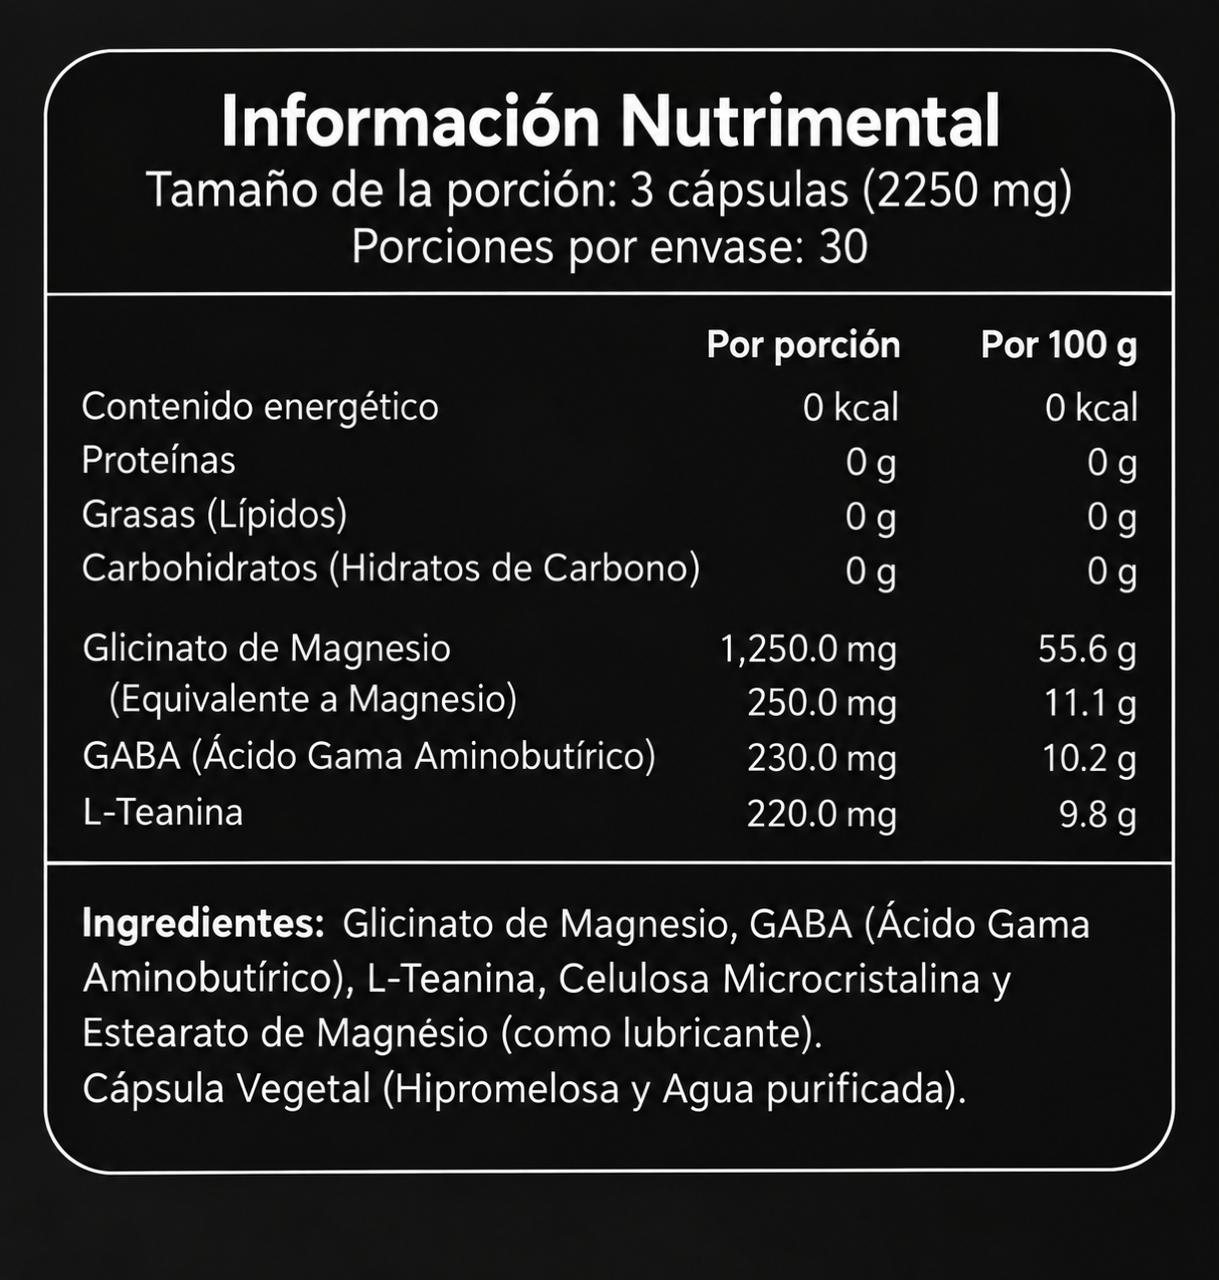 Información Nutrimental
Tamaño de la porción: 3 cápsulas (2250 mg)
Porciones por envase: 30
Por porción Por 100 g
Contenido energético 0 kcal 0 kcal
Proteínas 0 g 0 g
Grasas (Lípidos) 0 g 0 g
Carbohidratos (Hidratos de Carbono) 0 g 0 g
Glicinato de Magnesio 1,250.0 mg 55.6 g
(Equivalente a Magnesio) 250.0 mg 11.1 g
GABA (Ácido Gama Aminobutírico) 230.0 mg 10.2 g
L-Teanina 220.0 mg 9.8 g
Ingredientes: Glicinato de Magnesio, GABA (Ácido Gama
Aminobutírico), L-Teanina, Celulosa Microcristalina y
Estearato de Magnésio (como lubricante).
Cápsula Vegetal (Hipromelosa y Agua purificada).